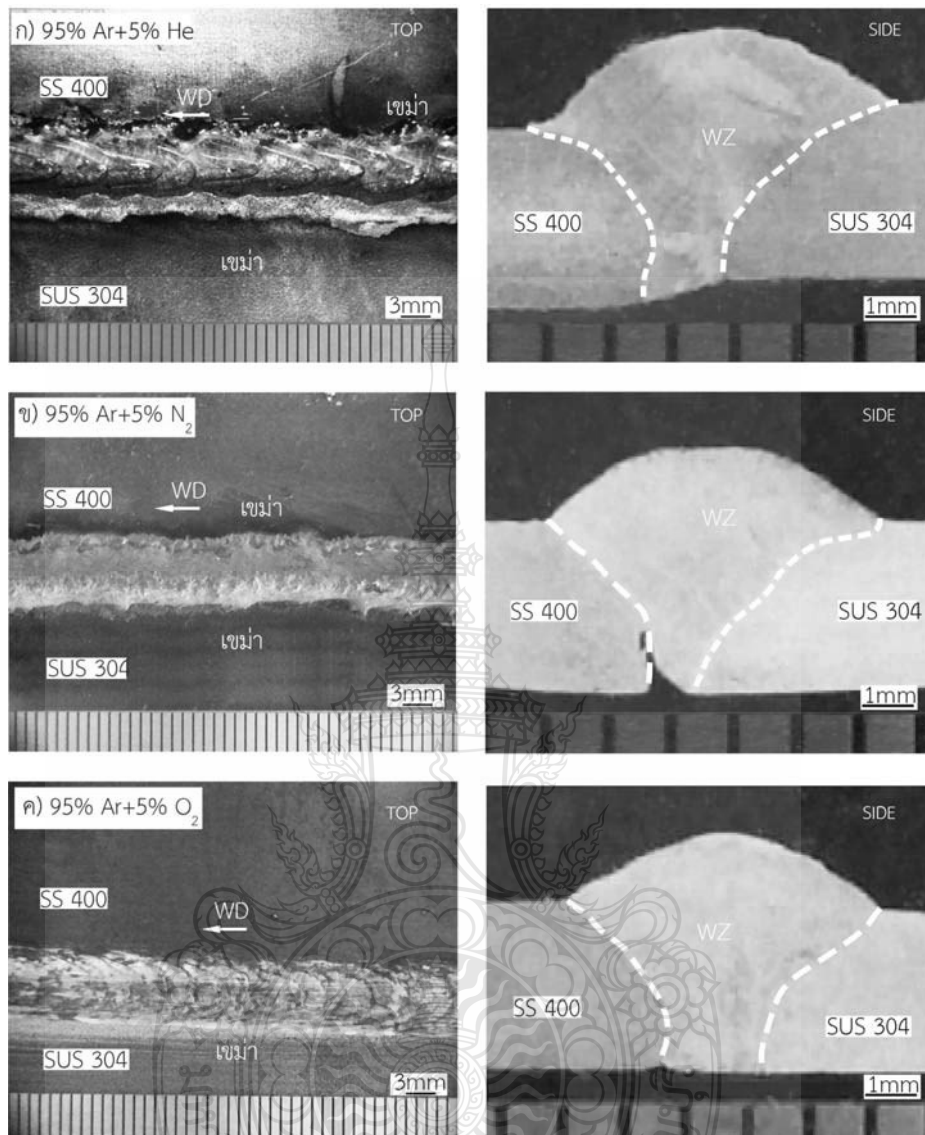 ก) 95% Ar+5% He
TOP
SS 400
WD
เขม่า
เขม่า
SUS 304
3mm
SIDE
WZ
SS 400
SUS 304
1mm
ข) 95% Ar+5% N₂
TOP
SS 400
WD
เขม่า
เขม่า
SUS 304
3mm
SIDE
WZ
SS 400
SUS 304
1mm
ค) 95% Ar+5% O₂
TOP
SS 400
WD
SUS 304
เขม่า
3mm
SIDE
WZ
SS 400
SUS 304
1mm